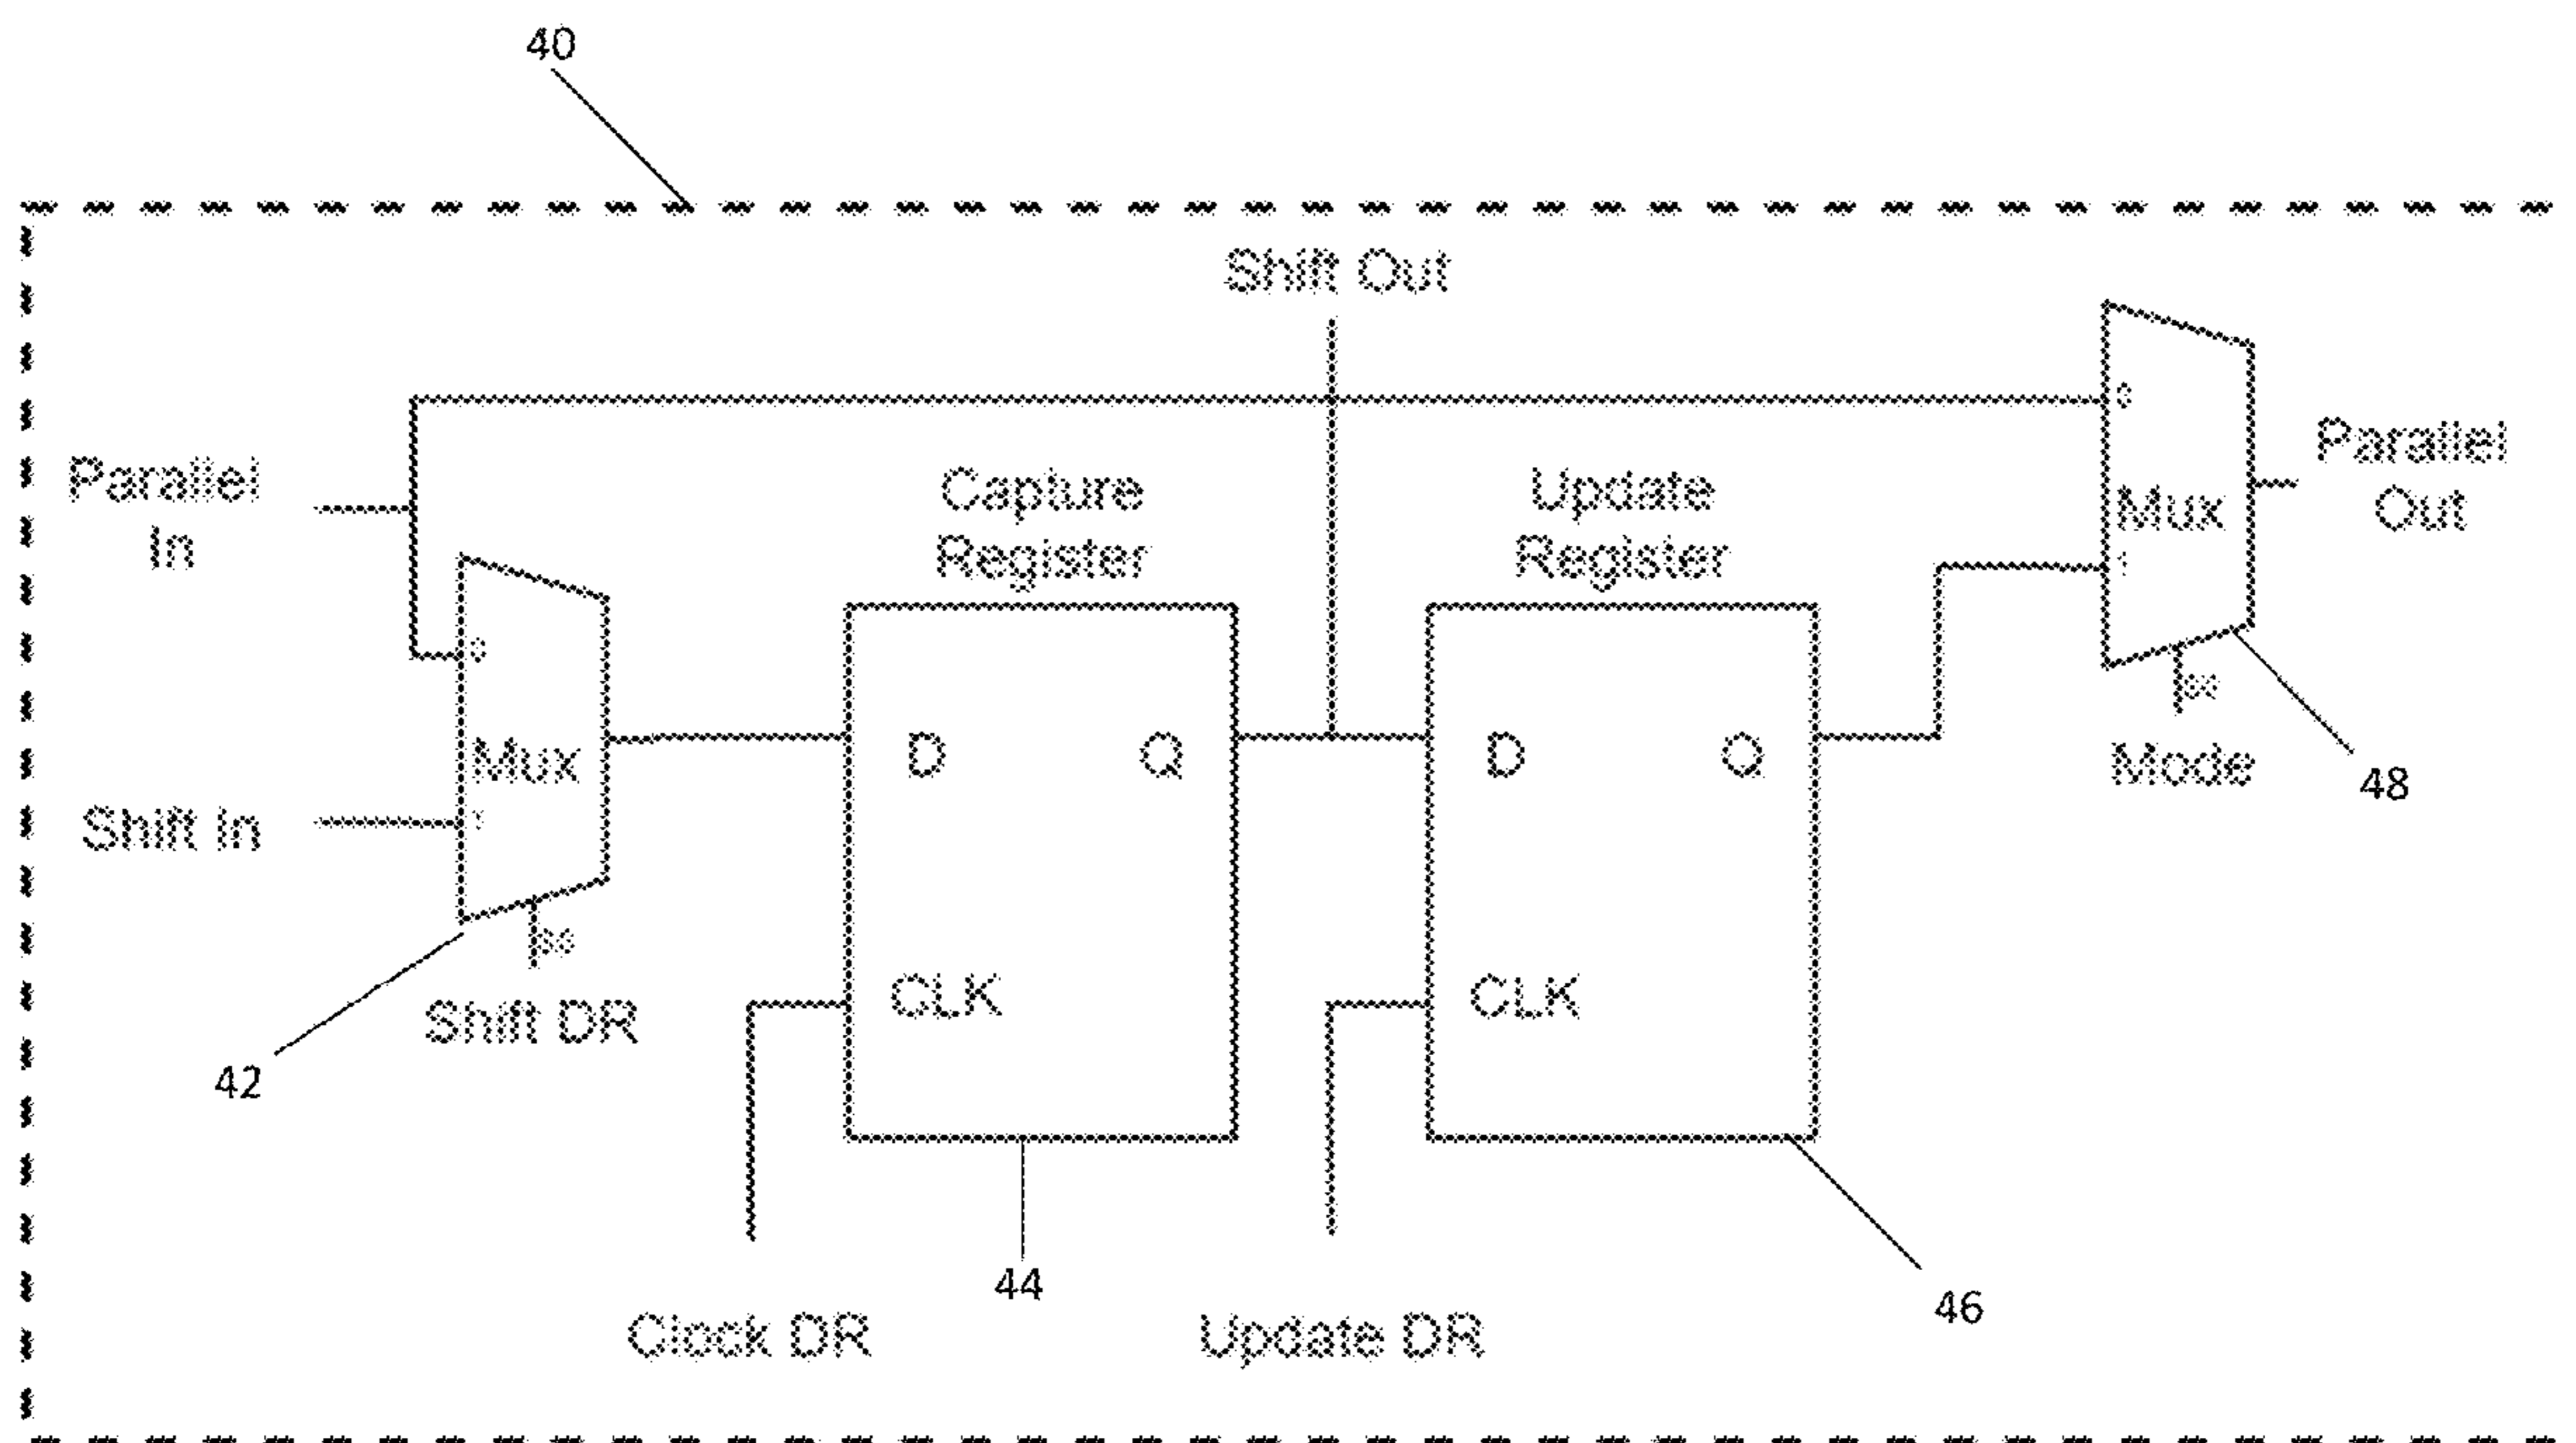 40
Shift Out
0
Parallel
In
Capture
Register
Update
Register
Mux
Parallel
Out
1
0
Mux
D
Q
D
Q
Mode
48
Shift In
1
CLK
CLK
Shift DR
42
44
46
Clock DR
Update DR